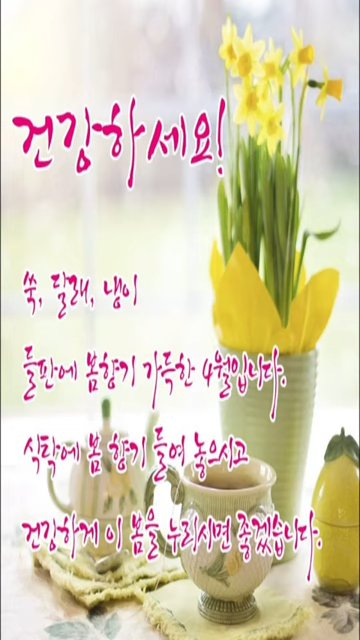 건강하세요!
쑥, 달래, 냉이
들판에 봄향기 가득한 4월입니다.
식탁에 봄 향기 들여 놓으시고
건강하게 이 봄을 누리시면 좋겠습니다.